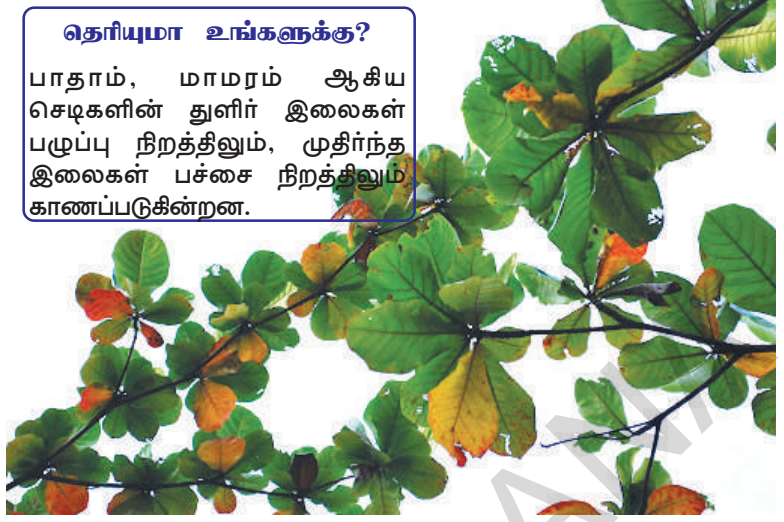 தெரியுமா உங்களுக்கு?
பாதாம், மாமரம் ஆகிய
செடிகளின் துளிர் இலைகள்
பழுப்பு நிறத்திலும், முதிர்ந்த
இலைகள் பச்சை நிறத்திலும்
காணப்படுகின்றன.